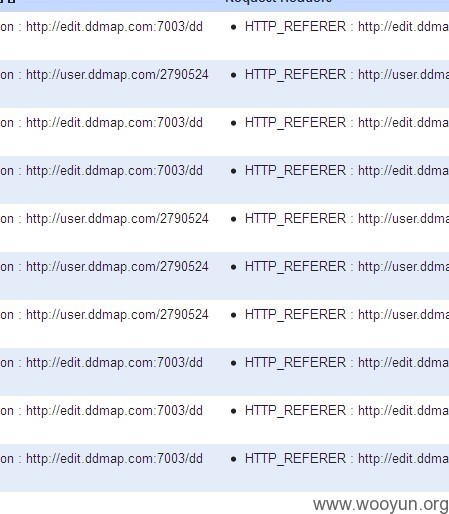 on : http://edit.ddmap.com:7003/dd • HTTP_REFERER : http://edit.ddma
on : http://user.ddmap.com/2790524 • HTTP_REFERER : http://user.ddma
on : http://edit.ddmap.com:7003/dd • HTTP_REFERER : http://edit.ddma
on : http://edit.ddmap.com:7003/dd • HTTP_REFERER : http://edit.ddma
on : http://user.ddmap.com/2790524 • HTTP_REFERER : http://user.ddma
on : http://user.ddmap.com/2790524 • HTTP_REFERER : http://edit.ddma
on : http://user.ddmap.com/2790524 • HTTP_REFERER : http://user.ddma
on : http://edit.ddmap.com:7003/dd • HTTP_REFERER : http://edit.ddma
on : http://edit.ddmap.com:7003/dd • HTTP_REFERER : http://edit.ddma
on : http://edit.ddmap.com:7003/dd • HTTP_REFERER : http://edit.ddma
www.wooyun.org